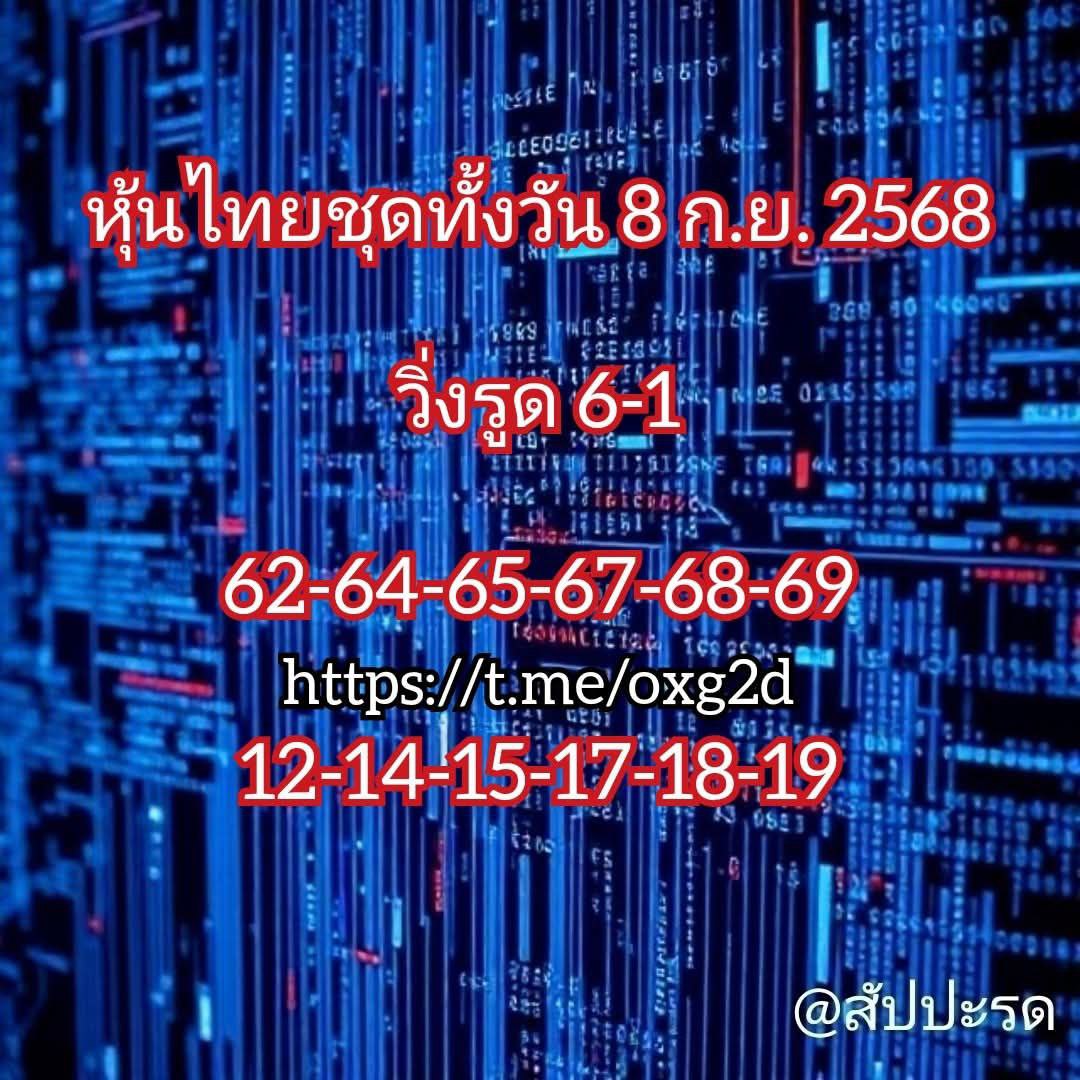 หุ้นไทยชุดทั้งวัน 8 ก.ย. 2568
วิ่งรูด 6-1
62-64-65-67-68-69
https://t.me/oxg2d
12-14-15-17-18-19
@สัปปะรด